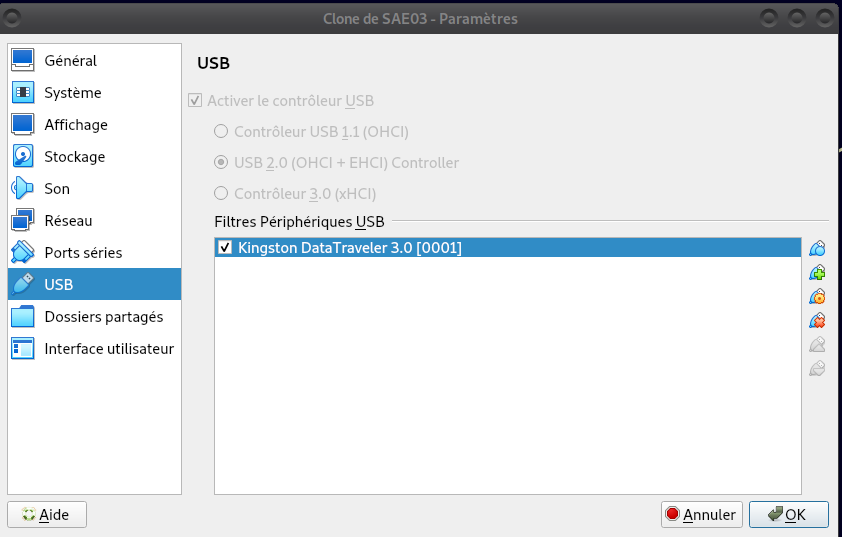 Clone de SAE03 - Paramètres
Général
Système
Affichage
Stockage
Son
Réseau
Ports séries
USB
Dossiers partagés
Interface utilisateur
USB
Activer le contrôleur USB
Contrôleur USB 1.1 (OHCI)
USB 2.0 (OHCI + EHCI) Controller
Contrôleur 3.0 (xHCI)
Filtres Périphériques USB
Kingston DataTraveler 3.0 [0001]
Aide
Annuler
OK